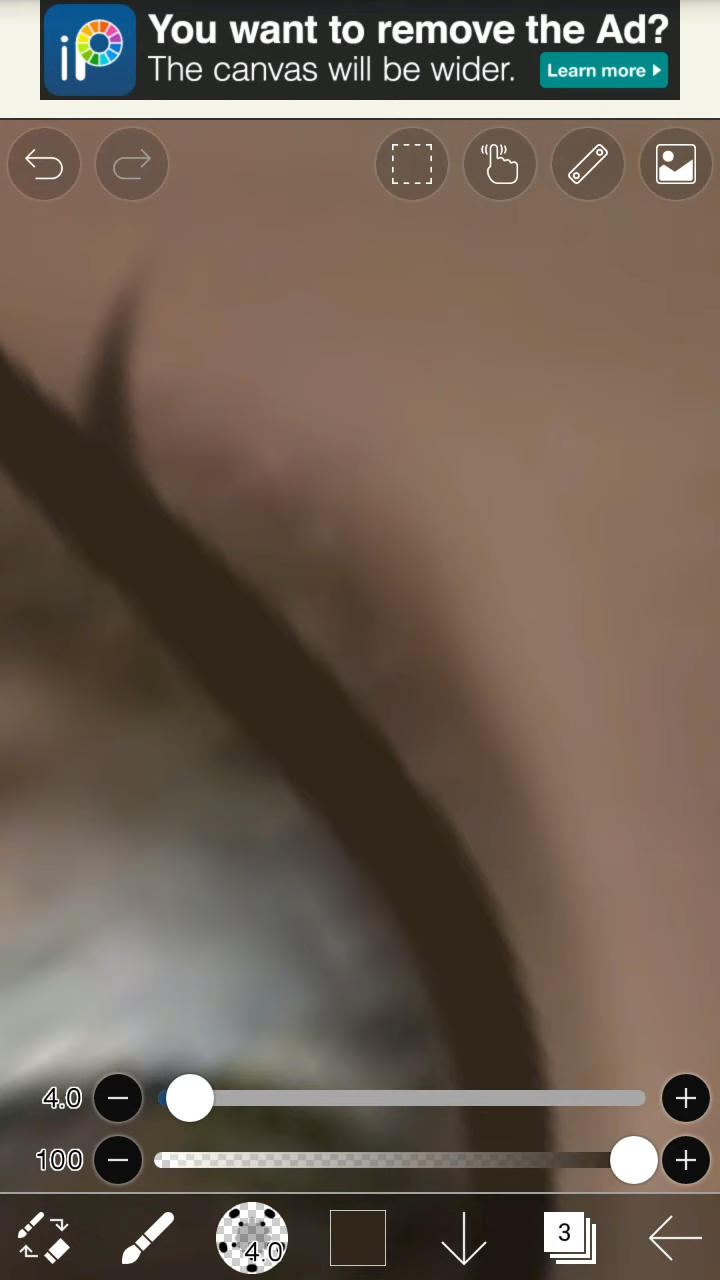 iP
You want to remove the Ad?
The canvas will be wider.
Learn more
4.0
100
4.0
3